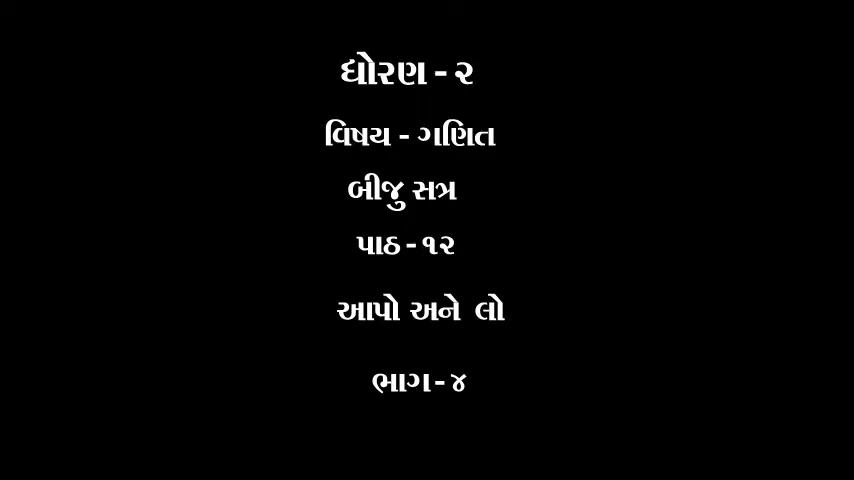 ધોરણ - ૨
વિષય - ગણિત
બીજુ સત્ર
પાઠ - ૧૨
આપો અને લો
ભાગ - ૪